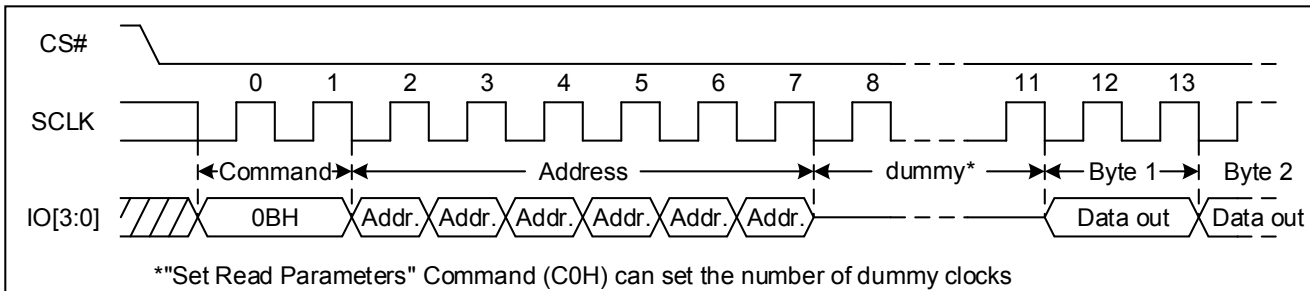 CS#
0 1 2 3 4 5 6 7 8 11 12 13
SCLK
Command Address dummy* Byte 1 Byte 2
IO[3:0] 0BH Addr. Addr. Addr. Addr. Addr. Addr. Data out Data out
*"Set Read Parameters" Command (C0H) can set the number of dummy clocks